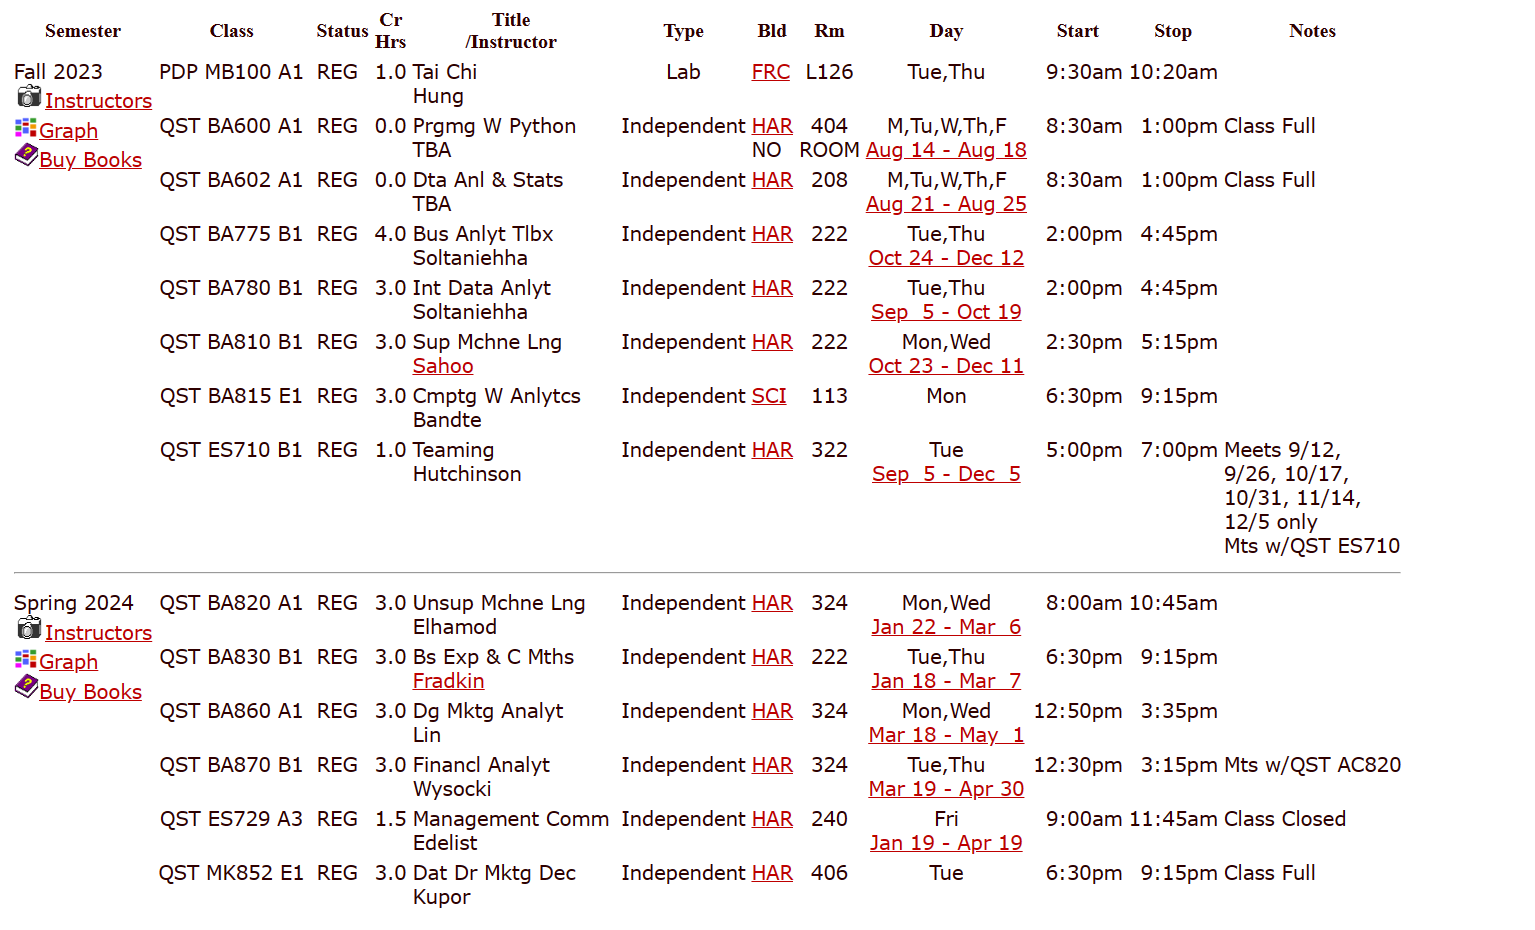 Semester Class Status Cr Hrs Title /Instructor Type Bld Rm Day Start Stop Notes
Fall 2023 PDP MB100 A1 REG 1.0 Tai Chi Lab FRC L126 Tue,Thu 9:30am 10:20am
Instructors Hung
Graph QST BA600 A1 REG 0.0 Prgmg W Python Independent HAR 404 M,Tu,W,Th,F 8:30am 1:00pm Class Full
Buy Books TBA NO ROOM Aug 14 - Aug 18
QST BA602 A1 REG 0.0 Dta Anl & Stats Independent HAR 208 M,Tu,W,Th,F 8:30am 1:00pm Class Full
TBA Aug 21 - Aug 25
QST BA775 B1 REG 4.0 Bus Anlyt Tlbx Independent HAR 222 Tue,Thu 2:00pm 4:45pm
Soltaniehha Oct 24 - Dec 12
QST BA780 B1 REG 3.0 Int Data Anlyt Independent HAR 222 Tue,Thu 2:00pm 4:45pm
Soltaniehha Sep 5 - Oct 19
QST BA810 B1 REG 3.0 Sup Mchne Lng Independent HAR 222 Mon,Wed 2:30pm 5:15pm
Sahoo Oct 23 - Dec 11
QST BA815 E1 REG 3.0 Cmptg W Anlytcs Independent SCI 113 Mon 6:30pm 9:15pm
Bandte
QST ES710 B1 REG 1.0 Teaming Independent HAR 322 Tue 5:00pm 7:00pm Meets 9/12,
Hutchinson Sep 5 - Dec 5 9/26, 10/17,
10/31, 11/14,
12/5 only
Mts w/QST ES710
Spring 2024 QST BA820 A1 REG 3.0 Unsup Mchne Lng Independent HAR 324 Mon,Wed 8:00am 10:45am
Instructors Elhamod Jan 22 - Mar 6
Graph QST BA830 B1 REG 3.0 Bs Exp & C Mths Independent HAR 222 Tue,Thu 6:30pm 9:15pm
Buy Books Fradkin Jan 18 - Mar 7
QST BA860 A1 REG 3.0 Dg Mktg Analyt Independent HAR 324 Mon,Wed 12:50pm 3:35pm
Lin Mar 18 - May 1
QST BA870 B1 REG 3.0 Financl Analyt Independent HAR 324 Tue,Thu 12:30pm 3:15pm Mts w/QST AC820
Wysocki Mar 19 - Apr 30
QST ES729 A3 REG 1.5 Management Comm Independent HAR 240 Fri 9:00am 11:45am Class Closed
Edelist Jan 19 - Apr 19
QST MK852 E1 REG 3.0 Dat Dr Mktg Dec Independent HAR 406 Tue 6:30pm 9:15pm Class Full
Kupor